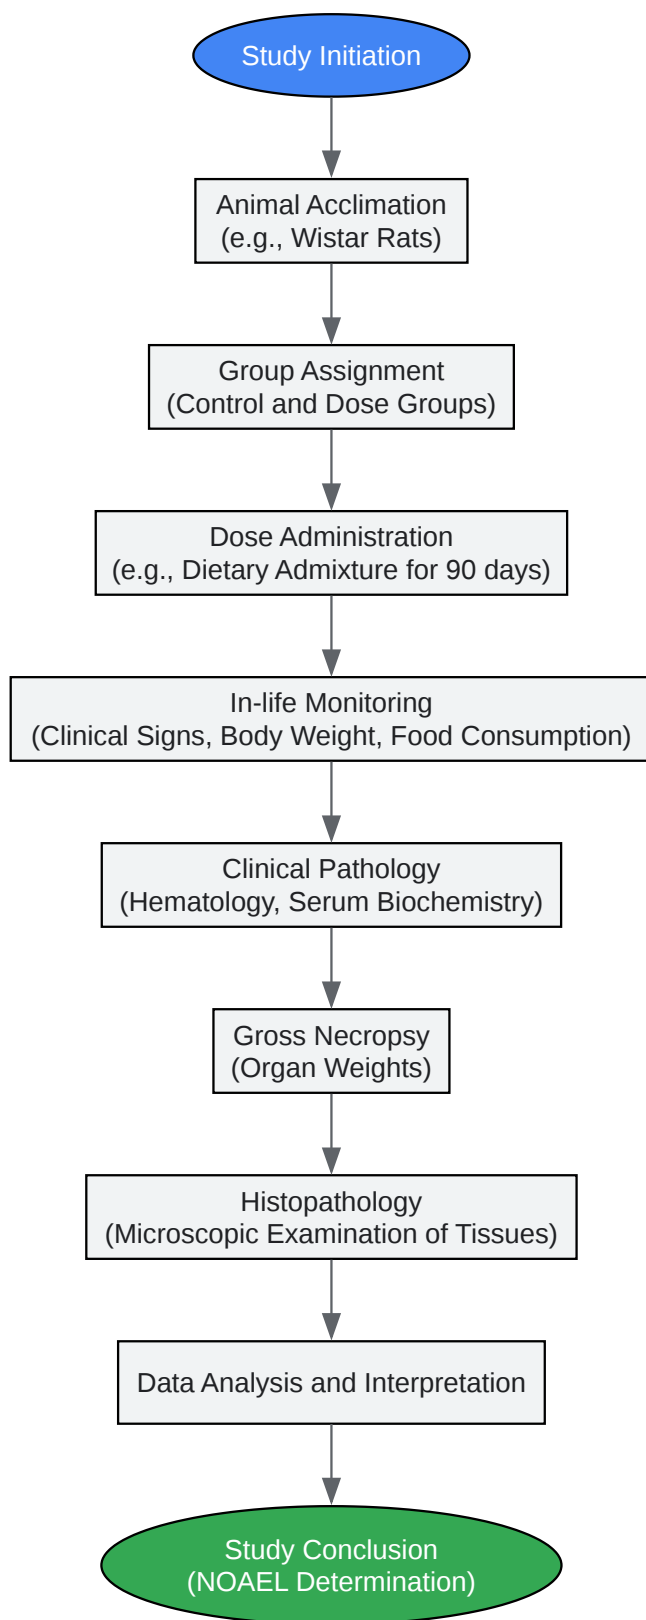 Study Initiation
Animal Acclimation
(e.g., Wistar Rats)
Group Assignment
(Control and Dose Groups)
Dose Administration
(e.g., Dietary Admixture for 90 days)
In-life Monitoring
(Clinical Signs, Body Weight, Food Consumption)
Clinical Pathology
(Hematology, Serum Biochemistry)
Gross Necropsy
(Organ Weights)
Histopathology
(Microscopic Examination of Tissues)
Data Analysis and Interpretation
Study Conclusion
(NOAEL Determination)